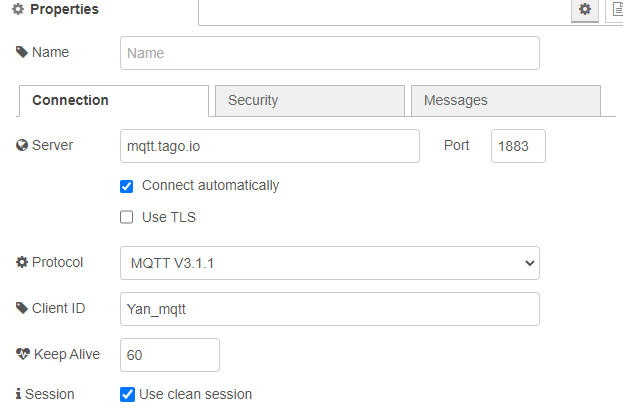 Properties
Name Name
Connection Security Messages
Server mqtt.tago.io Port 1883
Connect automatically
Use TLS
Protocol MQTT V3.1.1
Client ID Yan_mqtt
Keep Alive 60
Session Use clean session